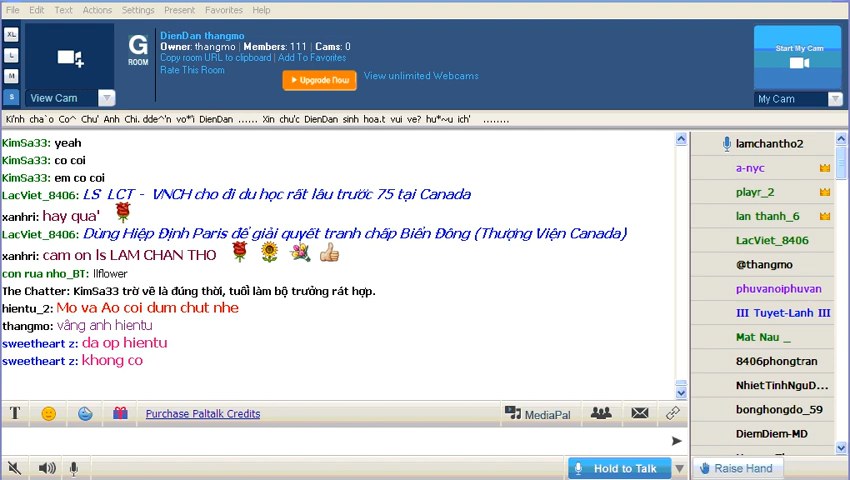 File Edit Text Actions Settings Present Favorites Help
XL
L
M
S
View Cam
G
ROOM
DienDan thangmo
Owner: thangmo | Members: 111 | Cams: 0
Copy room URL to clipboard | Add To Favorites
Rate This Room
Upgrade Now
View unlimited Webcams
Start My Cam
My Cam
Ki'nh cha`o Co^ Chu' Anh Chi. dde^'n vo*'i DienDan ...... Xin chu'c DienDan sinh hoa.t vui ve? hu*~u ich' ........
KimSa33: yeah
KimSa33: co coi
KimSa33: em co coi
LacViet_8406: LS LCT - VNCH cho đi du học rất lâu trước 75 tại Canada
xanhri: hay qua'
LacViet_8406: Dùng Hiệp Định Paris để giải quyết tranh chấp Biển Đông (Thượng Viện Canada)
xanhri: cam on ls LAM CHAN THO
con rua nho_BT: llflower
The Chatter: KimSa33 trờ về là đúng thời, tuổi làm bộ trưởng rát hợp.
hientu_2: Mo va Ao coi dum chut nhe
thangmo: vâng anh hientu
sweetheart z: da op hientu
sweetheart z: khong co
T
Purchase Paltalk Credits
MediaPal
Hold to Talk
lamchantho2
a-nyc
playr_2
lan thanh_6
LacViet_8406
@thangmo
phuvanoiphuvan
III Tuyet-Lanh III
Mat Nau _
8406phongtran
NhietTinhNguD...
bonghongdo_59
DiemDiem-MD
Raise Hand